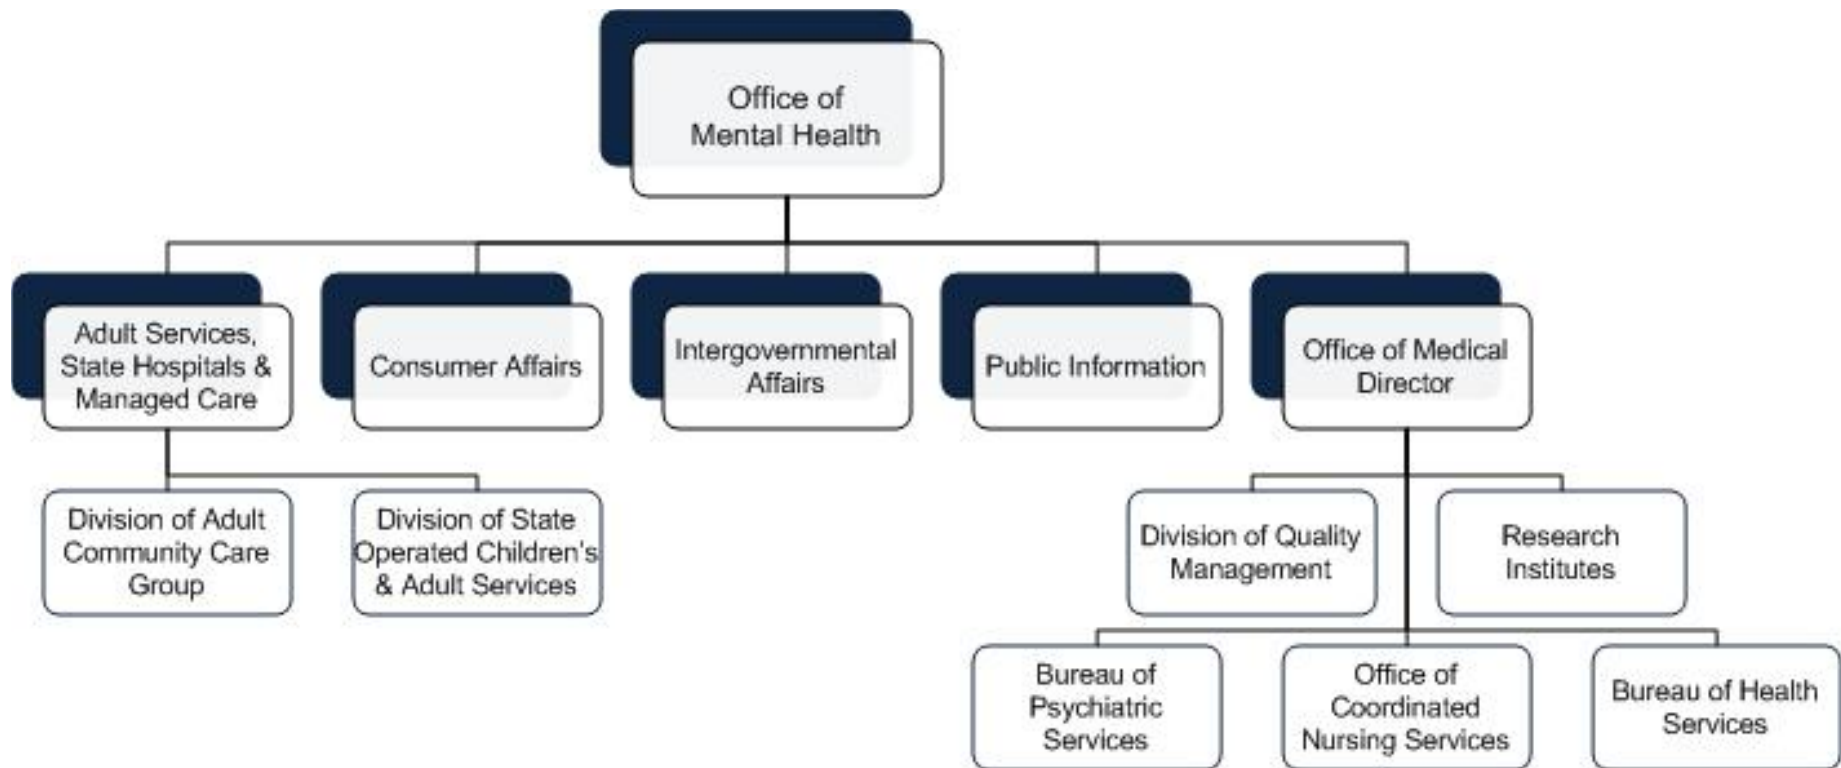 Office of
Mental Health
Adult Services,
State Hospitals &
Managed Care
Consumer Affairs
Intergovernmental
Affairs
Public Information
Office of Medical
Director
Division of Adult
Community Care
Group
Division of State
Operated Children's
& Adult Services
Division of Quality
Management
Research
Institutes
Bureau of
Psychiatric
Services
Office of
Coordinated
Nursing Services
Bureau of Health
Services